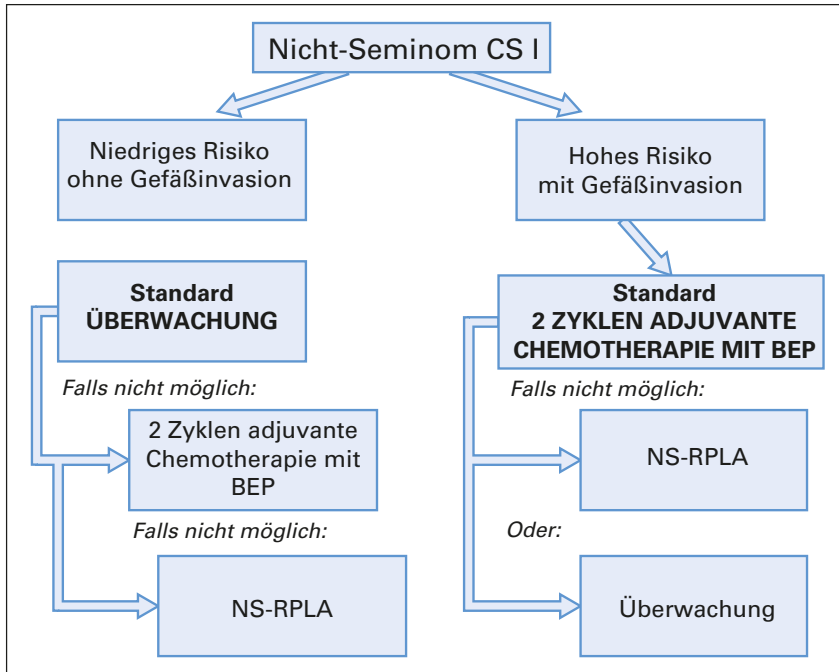 Nicht-Seminom CS I
Niedriges Risiko
ohne Gefäßinvasion
Hohes Risiko
mit Gefäßinvasion
Standard
ÜBERWACHUNG
Falls nicht möglich:
2 Zyklen adjuvante
Chemotherapie mit
BEP
Falls nicht möglich:
NS-RPLA
Standard
2 ZYKLEN ADJUVANTE
CHEMOTHERAPIE MIT BEP
Falls nicht möglich:
NS-RPLA
Oder:
Überwachung